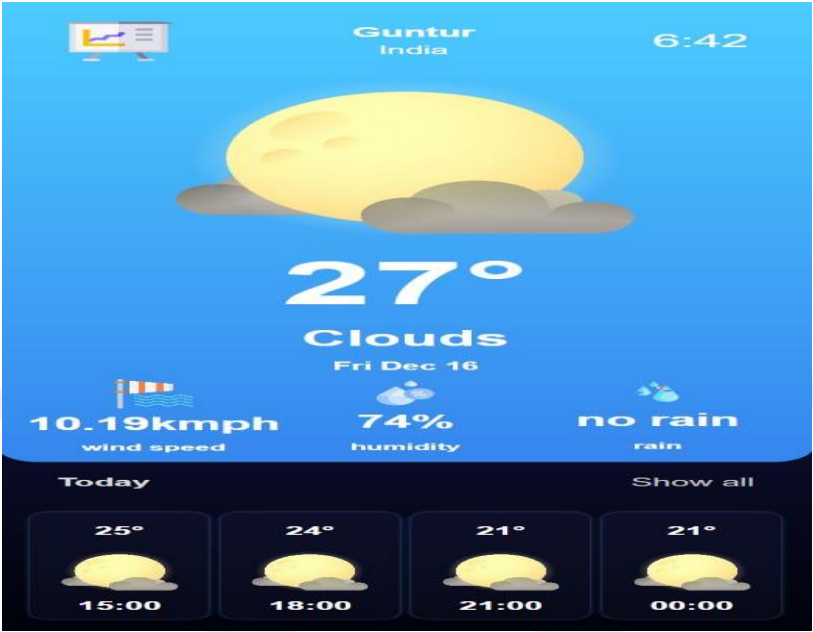 Guntur
India
6:42
27°
Clouds
Fri Dec 16
10.19kmph
wind speed
74%
humidity
no rain
rain
Today
Show all
25°
15:00
24°
18:00
21°
21:00
21°
00:00